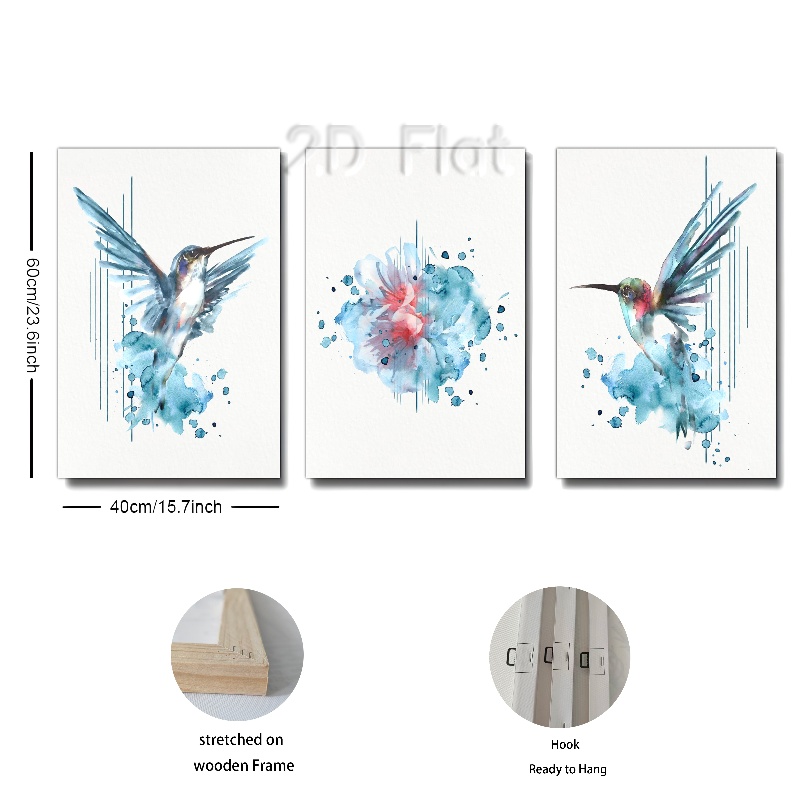 2D Flat
60cm/23.6inch
40cm/15.7inch
stretched on
wooden Frame
Hook
Ready to Hang